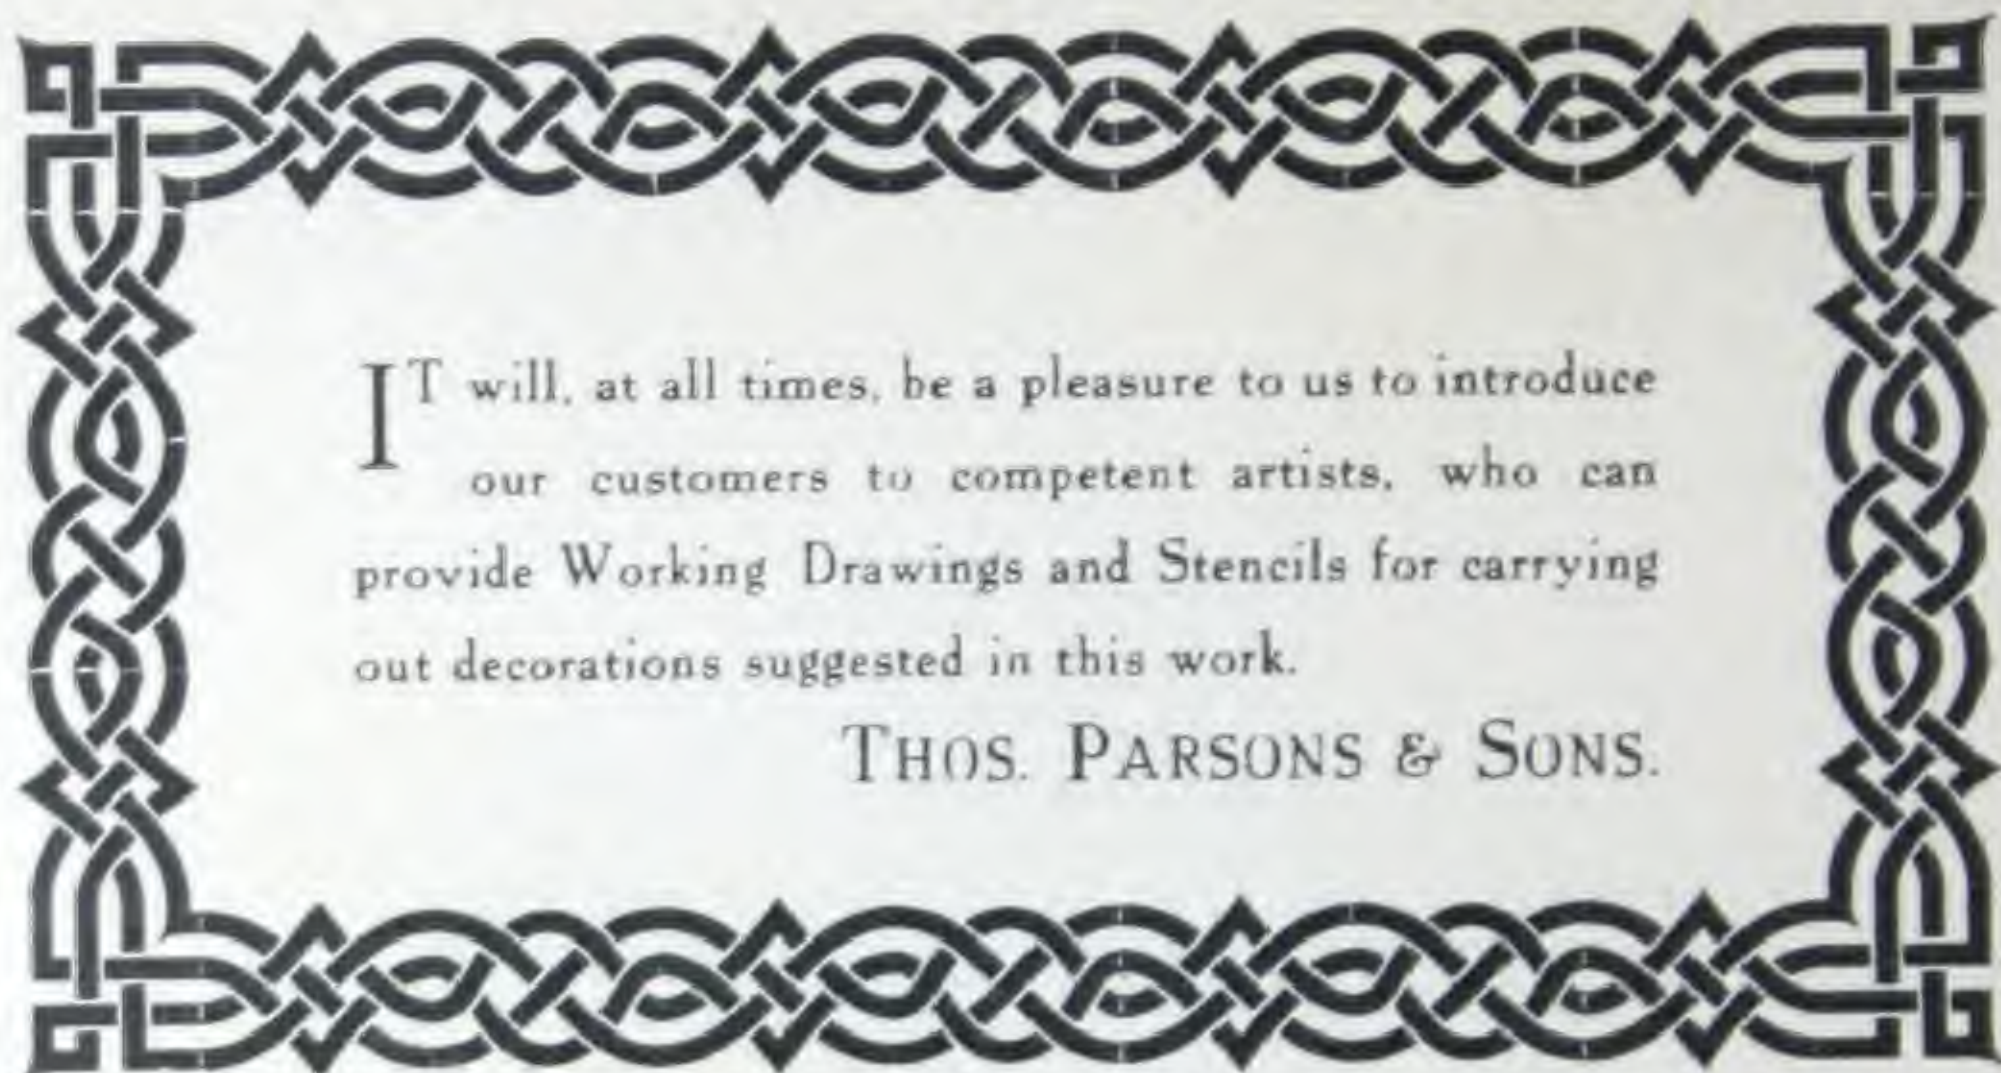 IT will, at all times, be a pleasure to us to introduce
our customers to competent artists, who can
provide Working Drawings and Stencils for carrying
out decorations suggested in this work.
THOS. PARSONS & SONS.